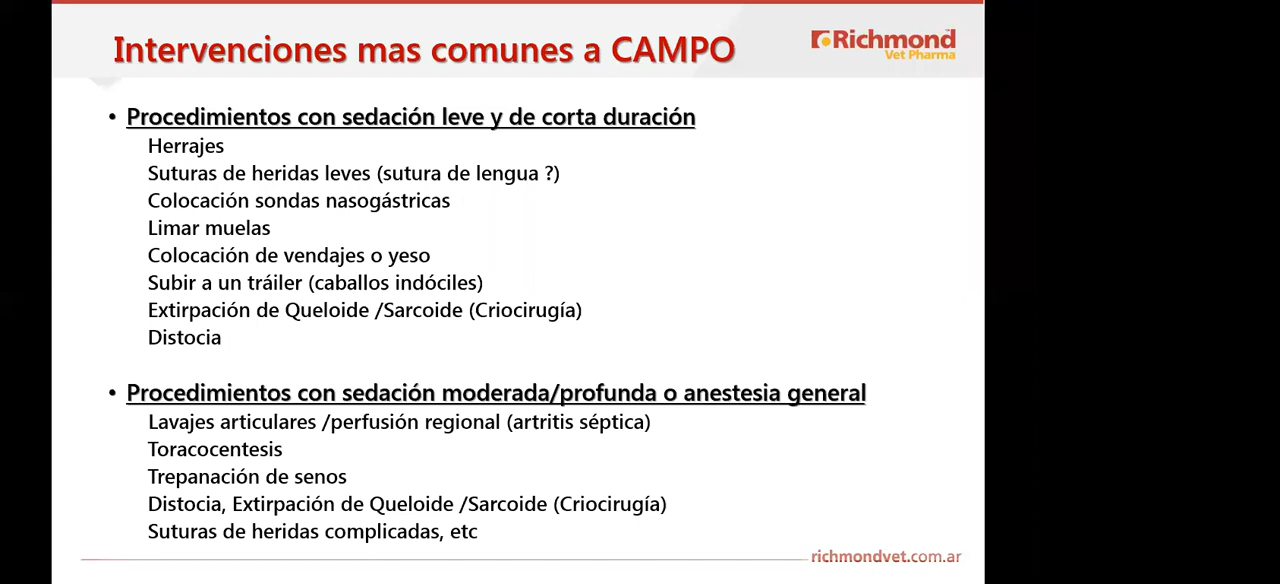 Intervenciones mas comunes a CAMPO
Richmond
Vet Pharma
• Procedimientos con sedación leve y de corta duración
Herrajes
Suturas de heridas leves (sutura de lengua ?)
Colocación sondas nasogástricas
Limar muelas
Colocación de vendajes o yeso
Subir a un tráiler (caballos indóciles)
Extirpación de Queloide /Sarcoide (Criocirugía)
Distocia
• Procedimientos con sedación moderada/profunda o anestesia general
Lavajes articulares /perfusión regional (artritis séptica)
Toracocentesis
Trepanación de senos
Distocia, Extirpación de Queloide /Sarcoide (Criocirugía)
Suturas de heridas complicadas, etc
richmondvet.com.ar